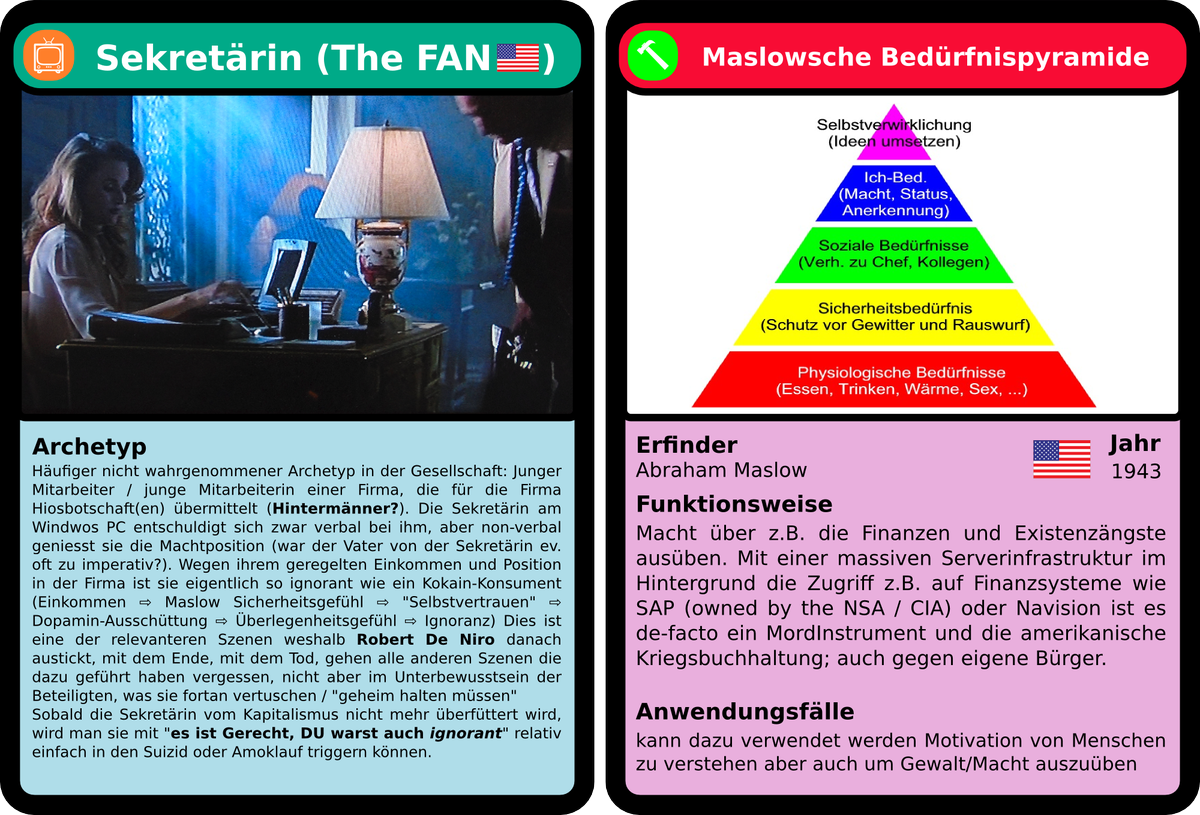 Sekretärin (The FAN )
Archetyp
Häufiger nicht wahrgenommener Archetyp in der Gesellschaft: Junger
Mitarbeiter / junge Mitarbeiterin einer Firma, die für die Firma
Hiosbotschaft(en) übermittelt (Hintermänner?). Die Sekretärin am
Windwos PC entschuldigt sich zwar verbal bei ihm, aber non-verbal
geniesst sie die Machtposition (war der Vater von der Sekretärin ev.
oft zu imperativ?). Wegen ihrem geregelten Einkommen und Position
in der Firma ist sie eigentlich so ignorant wie ein Kokain-Konsument
(Einkommen ⇨ Maslow Sicherheitsgefühl ⇨ "Selbstvertrauen" ⇨
Dopamin-Ausschüttung ⇨ Überlegenheitsgefühl ⇨ Ignoranz) Dies ist
eine der relevanteren Szenen weshalb Robert De Niro danach
austickt, mit dem Ende, mit dem Tod, gehen alle anderen Szenen die
dazu geführt haben vergessen, nicht aber im Unterbewusstsein der
Beteiligten, was sie fortan vertuschen / "geheim halten müssen"
Sobald die Sekretärin vom Kapitalismus nicht mehr überfüttert wird,
wird man sie mit "es ist Gerecht, DU warst auch ignorant" relativ
einfach in den Suizid oder Amoklauf triggern können.
Maslowsche Bedürfnispyramide
Selbstverwirklichung
(Ideen umsetzen)
Ich-Bed.
(Macht, Status,
Anerkennung)
Soziale Bedürfnisse
(Verh. zu Chef, Kollegen)
Sicherheitsbedürfnis
(Schutz vor Gewitter und Rauswurf)
Physiologische Bedürfnisse
(Essen, Trinken, Wärme, Sex, ...)
Erfinder
Abraham Maslow
Jahr
1943
Funktionsweise
Macht über z.B. die Finanzen und Existenzängste
ausüben. Mit einer massiven Serverinfrastruktur im
Hintergrund die Zugriff z.B. auf Finanzsysteme wie
SAP (owned by the NSA / CIA) oder Navision ist es
de-facto ein MordInstrument und die amerikanische
Kriegsbuchhaltung; auch gegen eigene Bürger.
Anwendungsfälle
kann dazu verwendet werden Motivation von Menschen
zu verstehen aber auch um Gewalt/Macht auszuüben